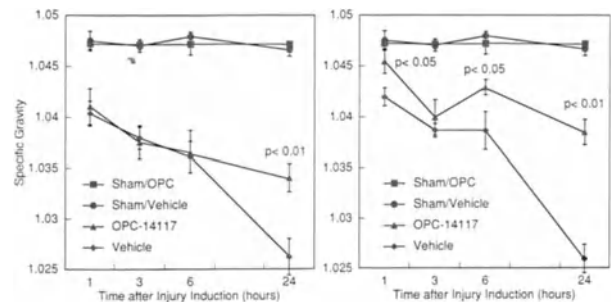 1.05
1.045
1.04
1.035
1.03
1.025
Specific Gravity
p< 0.01
Sham/OPC
Sham/Vehicle
OPC-14117
Vehicle
1 3 6 24
Time after Injury Induction (hours)
1.05
1.045
1.04
1.035
1.03
1.025
p< 0.05
p< 0.05
p< 0.01
Sham/OPC
Sham/Vehicle
OPC-14117
Vehicle
1 3 6 24
Time after Injury Induction (hours)